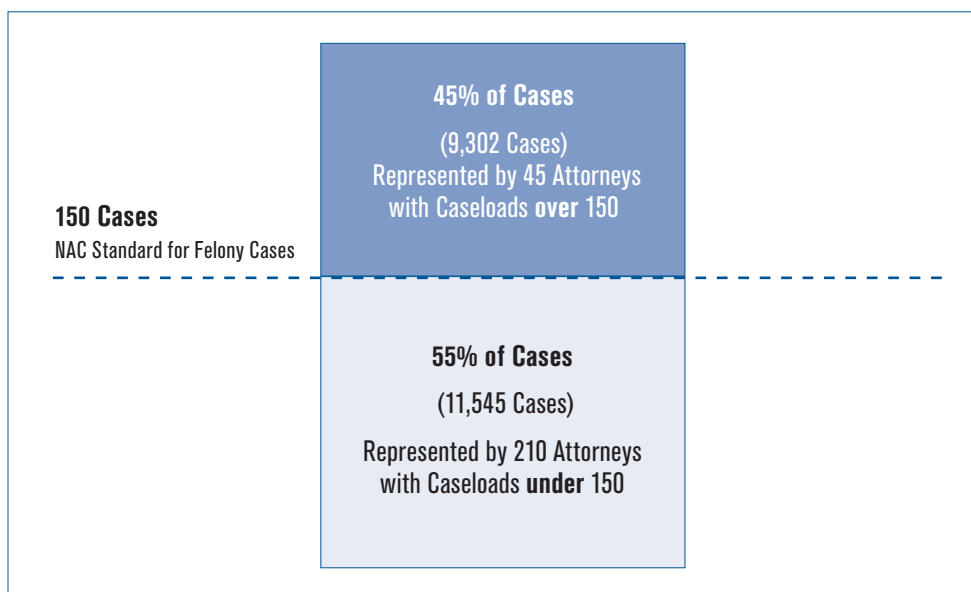 45% of Cases
(9,302 Cases)
Represented by 45 Attorneys
with Caseloads over 150
150 Cases
NAC Standard for Felony Cases
55% of Cases
(11,545 Cases)
Represented by 210 Attorneys
with Caseloads under 150